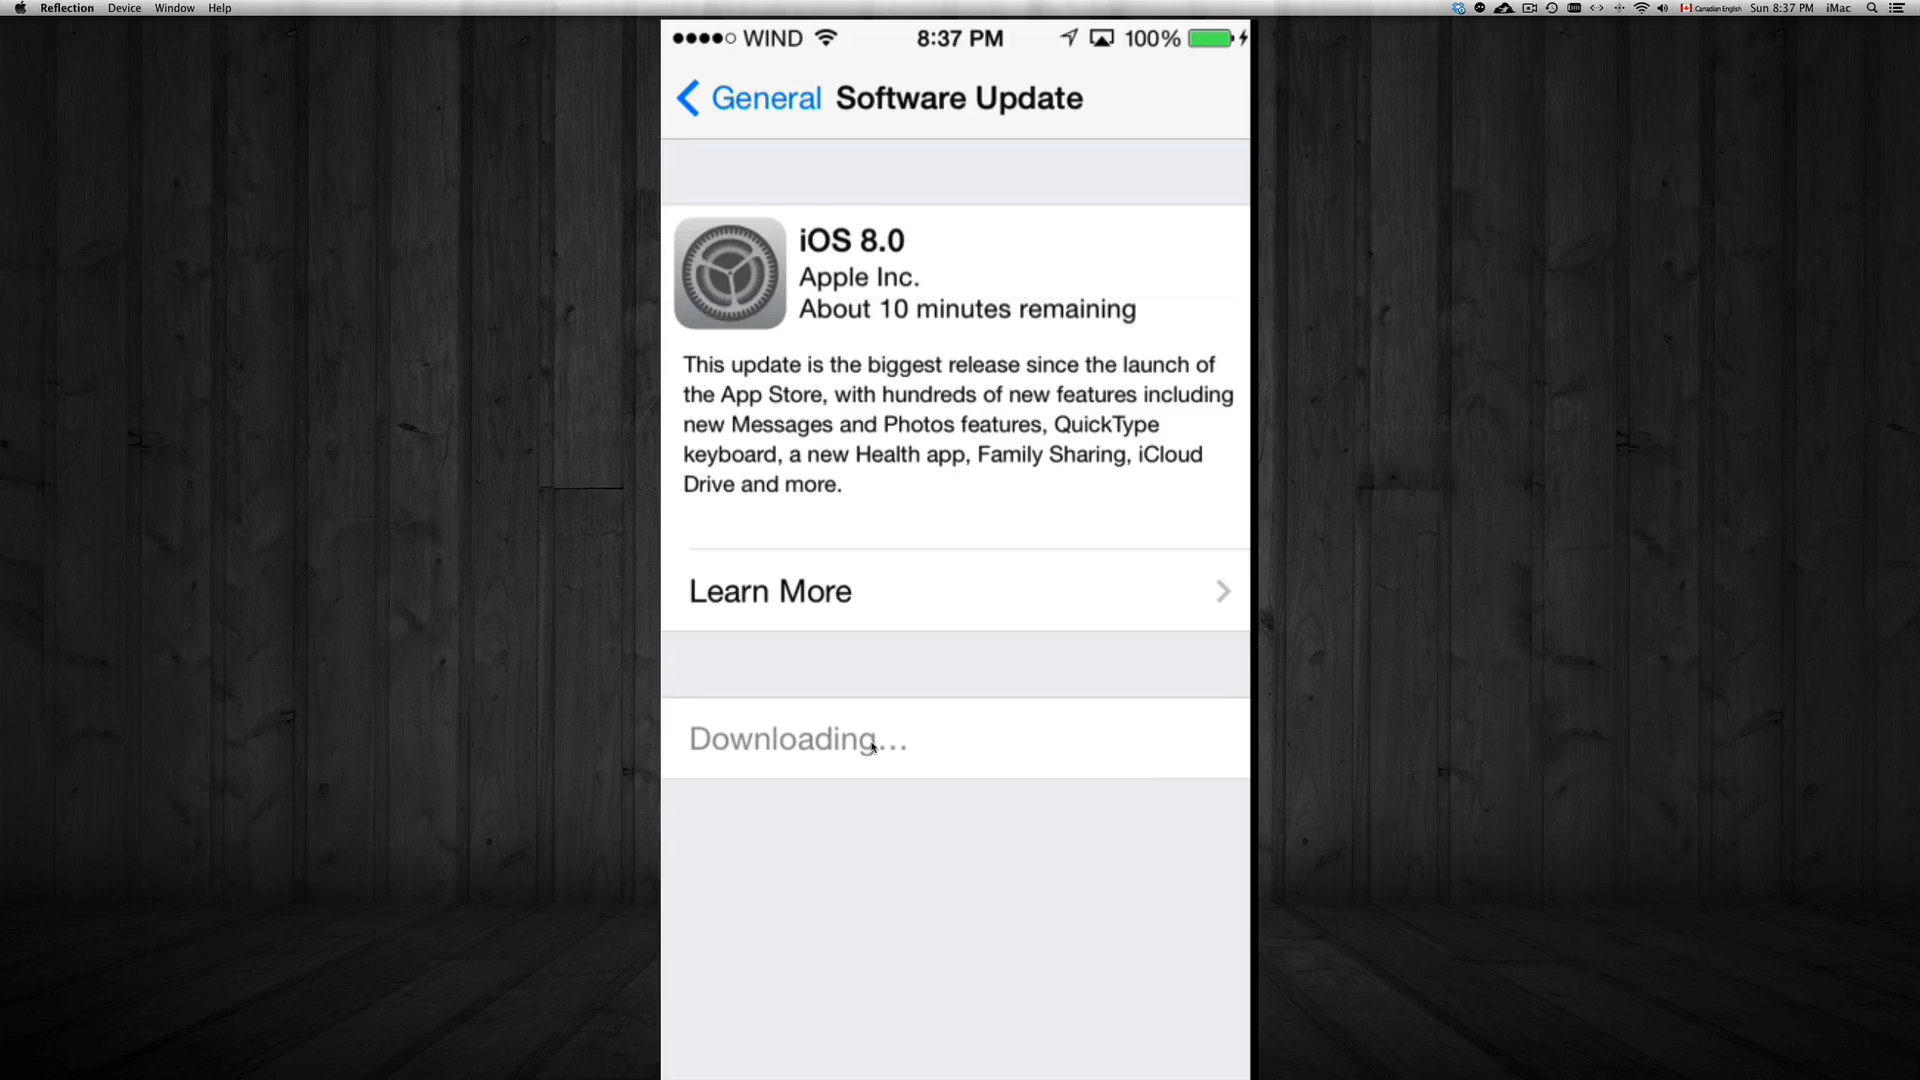 Reflection Device Window Help
Canadian English Sun 8:37 PM iMac
WIND 8:37 PM 100%
General Software Update
iOS 8.0
Apple Inc.
About 10 minutes remaining
This update is the biggest release since the launch of
the App Store, with hundreds of new features including
new Messages and Photos features, QuickType
keyboard, a new Health app, Family Sharing, iCloud
Drive and more.
Learn More
Downloading...